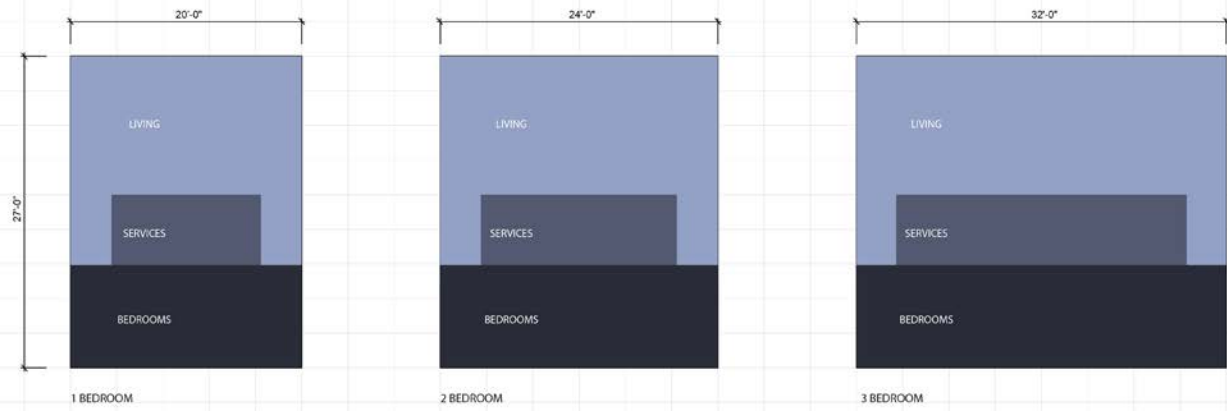 20'-0"
24'-0"
32'-0"
27'-0"
LIVING
LIVING
LIVING
SERVICES
SERVICES
SERVICES
BEDROOMS
BEDROOMS
BEDROOMS
1 BEDROOM
2 BEDROOM
3 BEDROOM